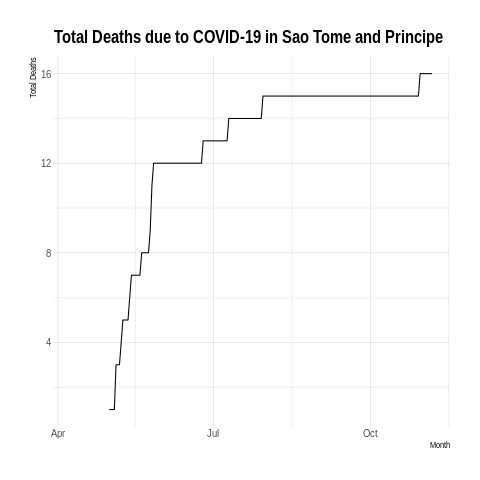 Total Deaths due to COVID-19 in Sao Tome and Principe
Total Deaths
16
12
8
4
Apr Jul Oct
Month